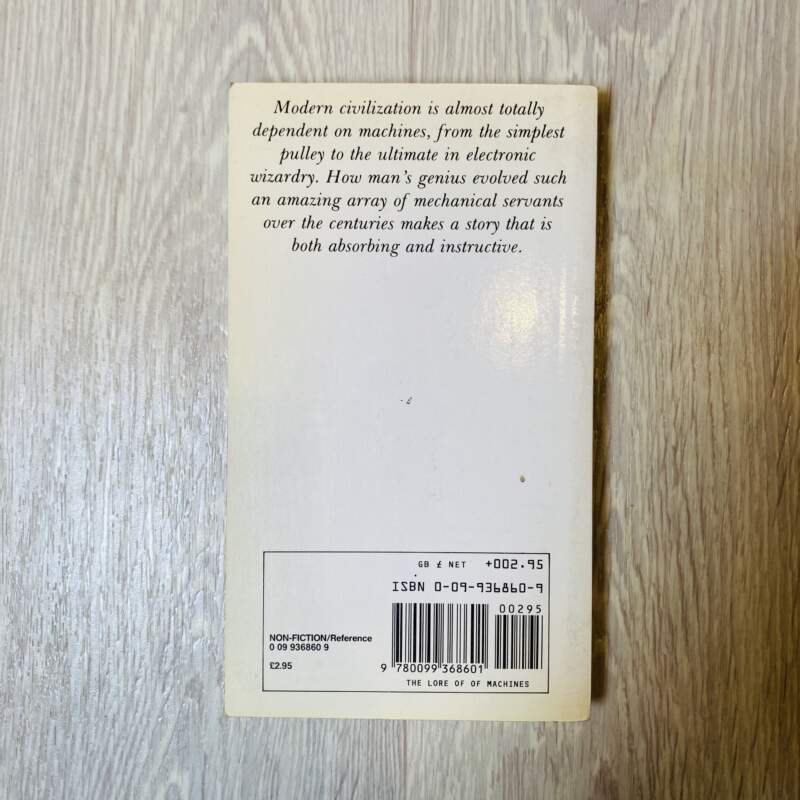 Modern civilization is almost totally
dependent on machines, from the simplest
pulley to the ultimate in electronic
wizardry. How man's genius evolved such
an amazing array of mechanical servants
over the centuries makes a story that is
both absorbing and instructive.
GB £ NET +002.95
ISBN 0-09-936860-9
00295
NON-FICTION/Reference
0 09 936860 9
£2.95
9 780099 368601
THE LORE OF OF MACHINES